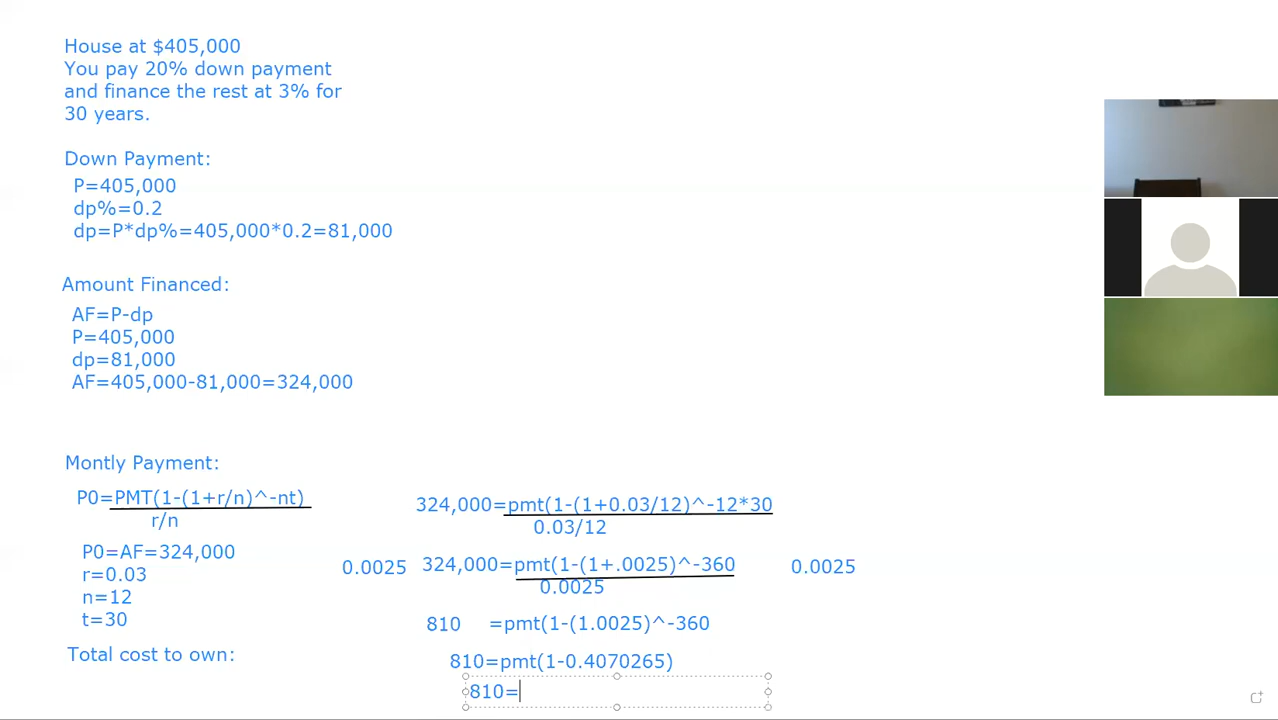 House at $405,000
You pay 20% down payment
and finance the rest at 3% for
30 years.
Down Payment:
P=405,000
dp%=0.2
dp=P*dp%=405,000*0.2=81,000
Amount Financed:
AF=P-dp
P=405,000
dp=81,000
AF=405,000-81,000=324,000
Montly Payment:
P0=PMT(1-(1+r/n)^-nt)
r/n
P0=AF=324,000
r=0.03
n=12
t=30
324,000=pmt(1-(1+0.03/12)^-12*30
0.03/12
0.0025 324,000=pmt(1-(1+.0025)^-360 0.0025
0.0025
810 =pmt(1-(1.0025)^-360
810=pmt(1-0.4070265)
810=
Total cost to own: